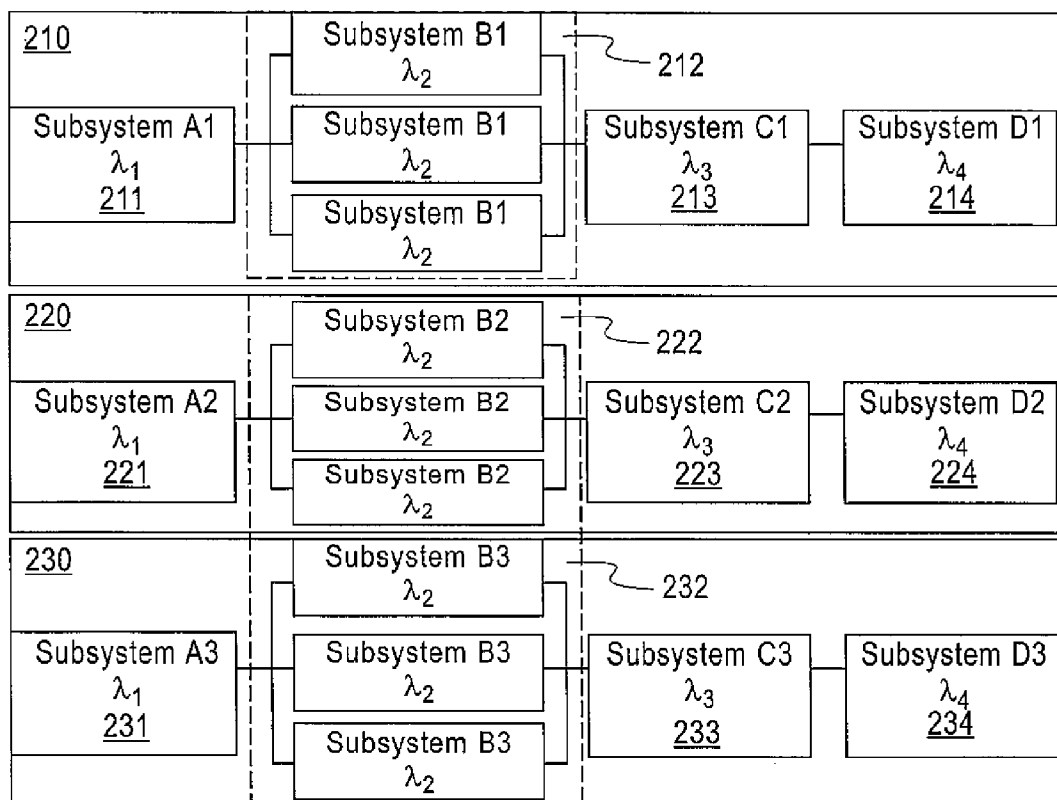 210
Subsystem B1
λ2
212
Subsystem A1
λ1
211
Subsystem B1
λ2
Subsystem C1
λ3
213
Subsystem D1
λ4
214
Subsystem B1
λ2
220
Subsystem B2
λ2
222
Subsystem A2
λ1
221
Subsystem B2
λ2
Subsystem C2
λ3
223
Subsystem D2
λ4
224
Subsystem B2
λ2
230
Subsystem B3
λ2
232
Subsystem A3
λ1
231
Subsystem B3
λ2
Subsystem C3
λ3
233
Subsystem D3
λ4
234
Subsystem B3
λ2